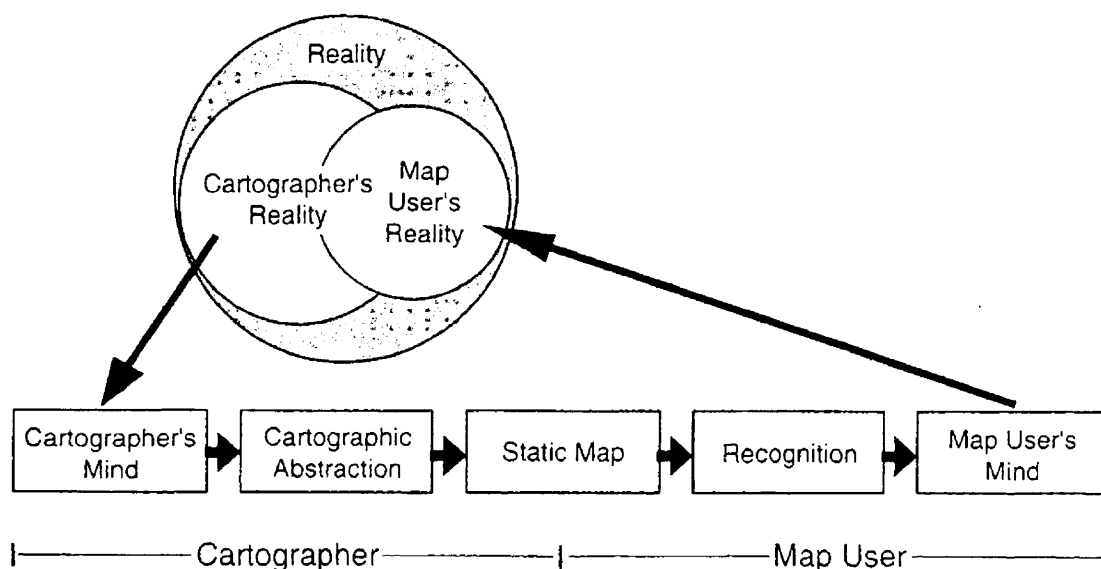 Reality
Cartographer's
Reality
Map
User's
Reality
Cartographer's
Mind
Cartographic
Abstraction
Static Map
Recognition
Map User's
Mind
Cartographer
Map User